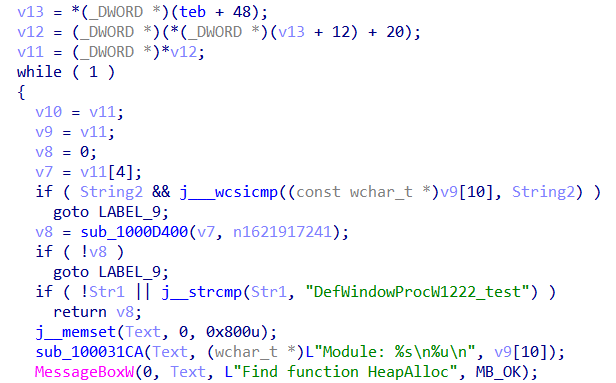 v13 = *(_DWORD *)(teb + 48);
v12 = (_DWORD *)(*(_DWORD *)(v13 + 12) + 20);
v11 = (_DWORD *)*v12;
while ( 1 )
{
  v10 = v11;
  v9 = v11;
  v8 = 0;
  v7 = v11[4];
  if ( String2 && j___wcsicmp((const wchar_t *)v9[10], String2) )
    goto LABEL_9;
  v8 = sub_1000D400(v7, n1621917241);
  if ( !v8 )
    goto LABEL_9;
  if ( !Str1 || j__strcmp(Str1, "DefWindowProcW1222_test") )
    return v8;
  j__memset(Text, 0, 0x800u);
  sub_100031CA(Text, (wchar_t *)L"Module: %s\n%u\n", v9[10]);
  MessageBoxW(0, Text, L"Find function HeapAlloc", MB_OK);